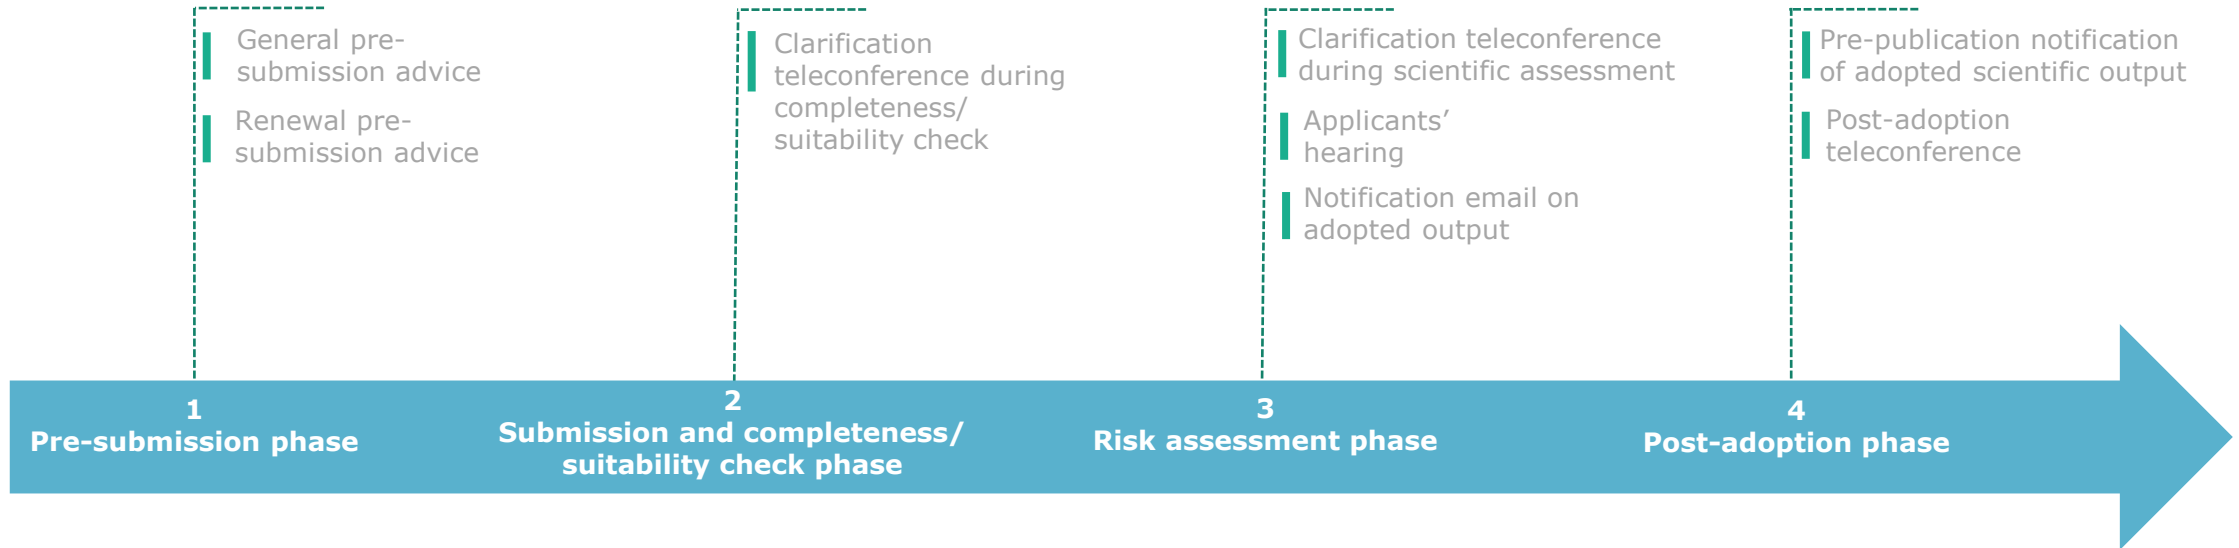 General pre-
submission advice
Renewal pre-
submission advice
Clarification
teleconference during
completeness/
suitability check
Clarification teleconference
during scientific assessment
Applicants’
hearing
Notification email on
adopted output
Pre-publication notification
of adopted scientific output
Post-adoption
teleconference
1
Pre-submission phase
2
Submission and completeness/
suitability check phase
3
Risk assessment phase
4
Post-adoption phase